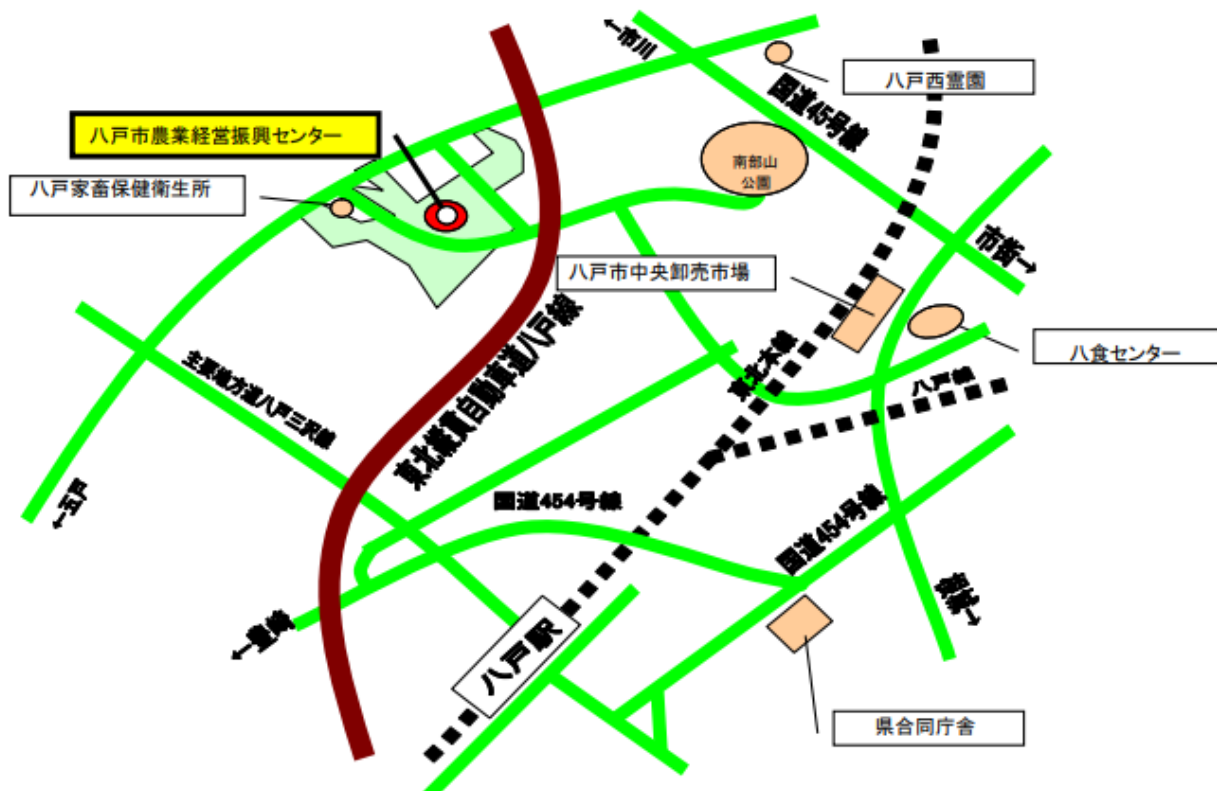 ←市川
八戸西霊園
国道45号線
八戸市農業経営振興センター
南部山
公園
八戸家畜保健衛生所
市街→
八戸市中央卸売市場
東北縦貫自動車道八戸線
八食センター
主要地方道八戸三沢線
東北本線
八戸線
国道454号線
←五戸
国道454号線
←豊崎
八戸駅
県合同庁舎